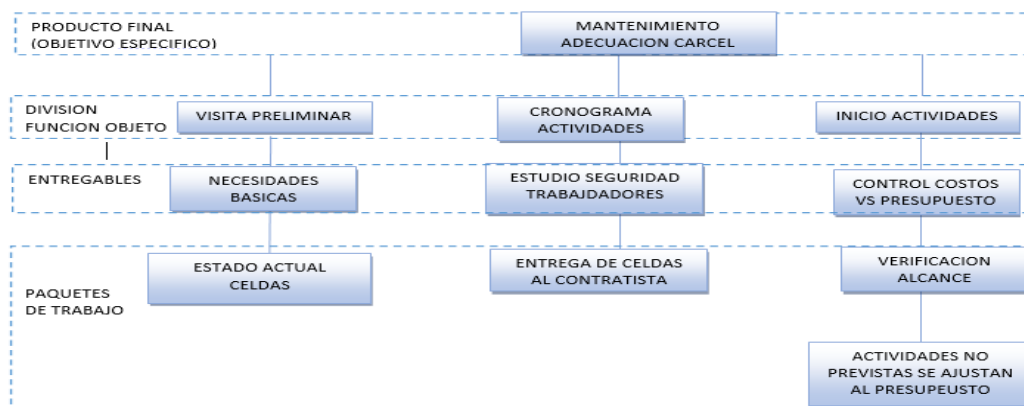 PRODUCTO FINAL
(OBJETIVO ESPECIFICO)
MANTENIMIENTO
ADECUACION CARCEL
DIVISION
FUNCION OBJETO
VISITA PRELIMINAR
CRONOGRAMA
ACTIVIDADES
INICIO ACTIVIDADES
ENTREGABLES
NECESIDADES
BASICAS
ESTUDIO SEGURIDAD
TRABAJDADORES
CONTROL COSTOS
VS PRESUPUESTO
PAQUETES
DE TRABAJO
ESTADO ACTUAL
CELDAS
ENTREGA DE CELDAS
AL CONTRATISTA
VERIFICACION
ALCANCE
ACTIVIDADES NO
PREVISTAS SE AJUSTAN
AL PRESUPEUSTO